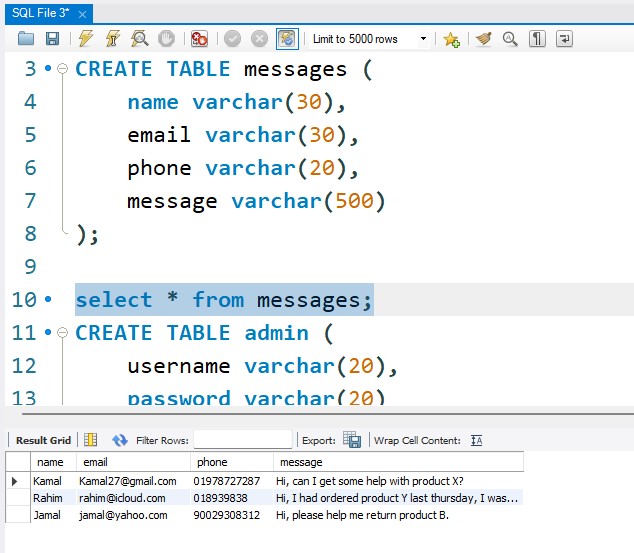 SQL File 3*
Limit to 5000 rows
3 CREATE TABLE messages (
4 name varchar(30),
5 email varchar(30),
6 phone varchar(20),
7 message varchar(500)
8 );
9
10 select * from messages;
11 CREATE TABLE admin (
12 username varchar(20),
13 password varchar(20)
Result Grid Filter Rows: Export: Wrap Cell Content:
name email phone message
Kamal Kamal27@gmail.com 01978727287 Hi, can I get some help with product X?
Rahim rahim@icloud.com 018939838 Hi, I had ordered product Y last thursday, I was...
Jamal jamal@yahoo.com 90029308312 Hi, please help me return product B.